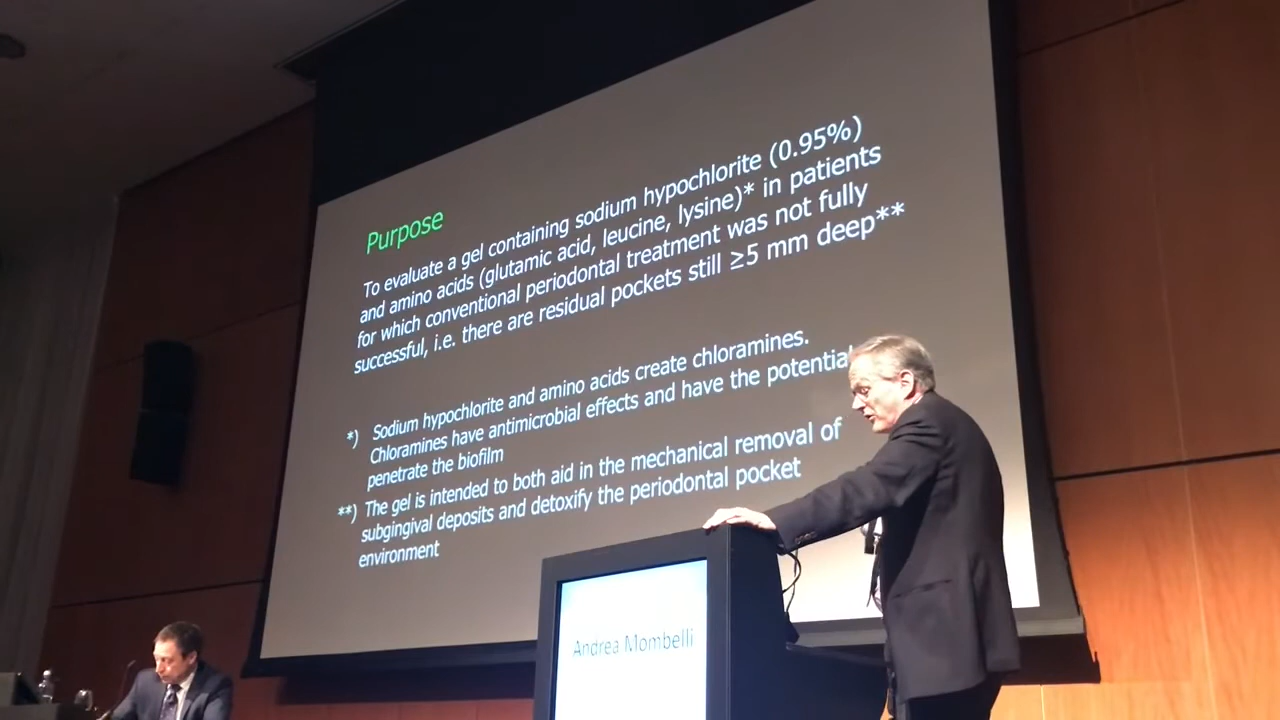 Purpose
To evaluate a gel containing sodium hypochlorite (0.95%)
and amino acids (glutamic acid, leucine, lysine)* in patients
for which conventional periodontal treatment was not fully
successful, i.e. there are residual pockets still ≥5 mm deep**
*) Sodium hypochlorite and amino acids create chloramines.
Chloramines have antimicrobial effects and have the potential
penetrate the biofilm
**) The gel is intended to both aid in the mechanical removal of
subgingival deposits and detoxify the periodontal pocket
environment
Andrea Mombelli